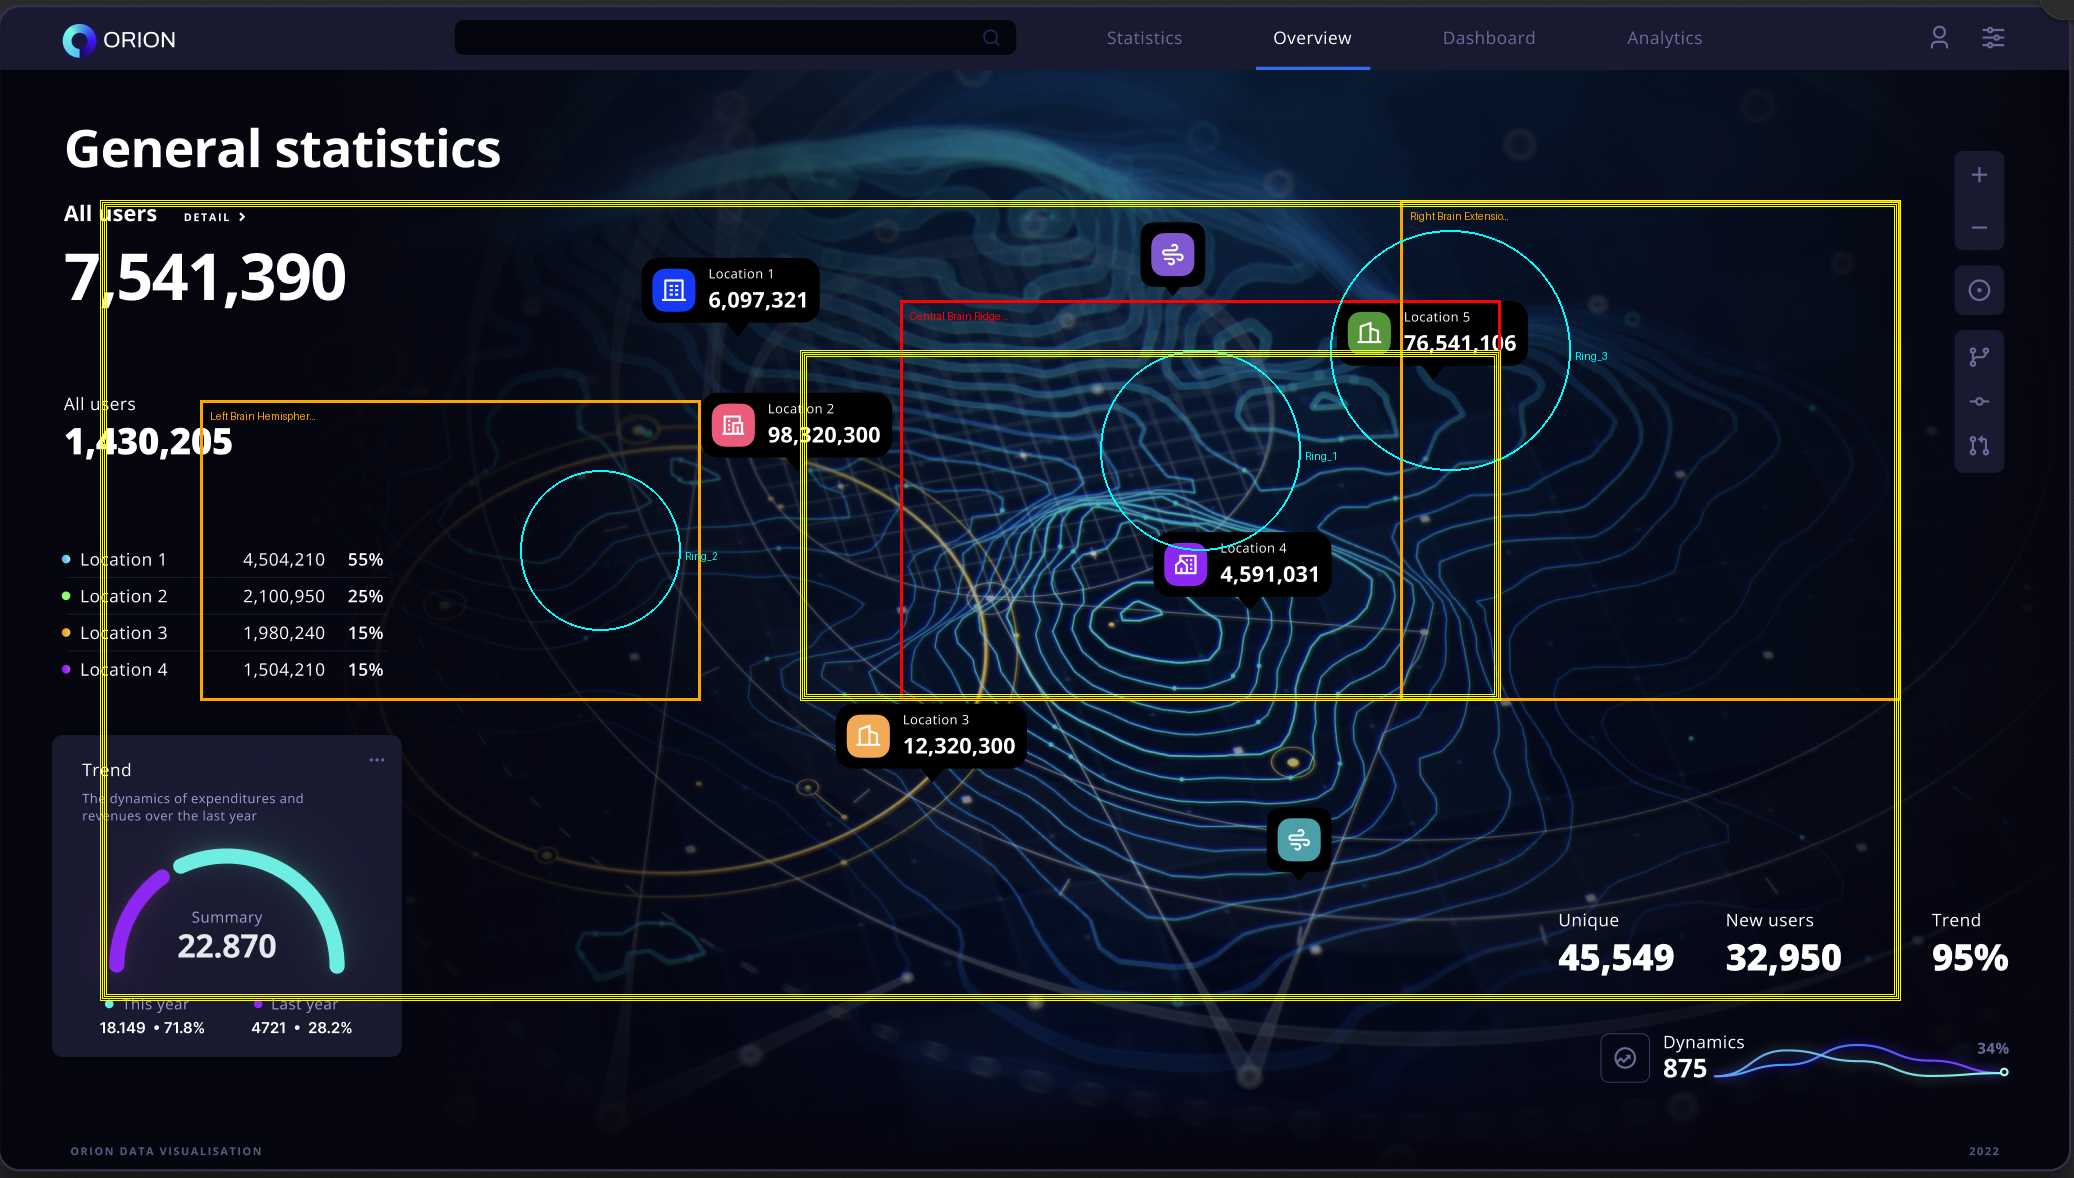 ORION
Statistics
Overview
Dashboard
Analytics
General statistics
All users
DETAIL
7,541,390
All users
1,430,205
Location 1 4,504,210 55%
Location 2 2,100,950 25%
Location 3 1,980,240 15%
Location 4 1,504,210 15%
Trend
The dynamics of expenditures and
revenues over the last year
Summary
22.870
This year
18.149 • 71.8%
Last year
4721 • 28.2%
Location 1
6,097,321
Location 2
98,320,300
Location 3
12,320,300
Location 4
4,591,031
Location 5
76,541,106
Left Brain Hemispher...
Central Brain Ridge ...
Right Brain Extensio...
Ring_1
Ring_2
Ring_3
Unique
45,549
New users
32,950
Trend
95%
Dynamics
875
34%
ORION DATA VISUALISATION
2022